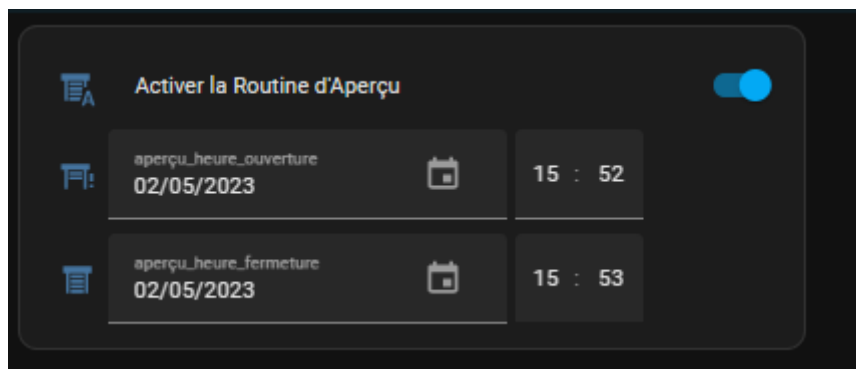 Activer la Routine d'Aperçu
aperçu_heure_ouverture
02/05/2023
15 : 52
aperçu_heure_fermeture
02/05/2023
15 : 53